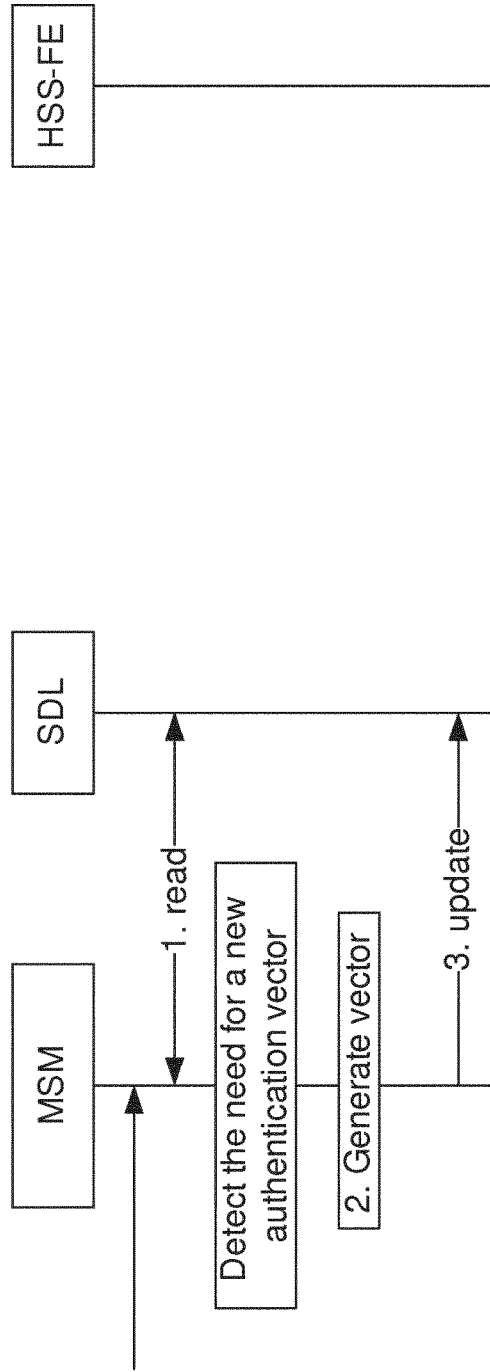 MSM
SDL
HSS-FE
1. read
Detect the need for a new
authentication vector
2. Generate vector
3. update